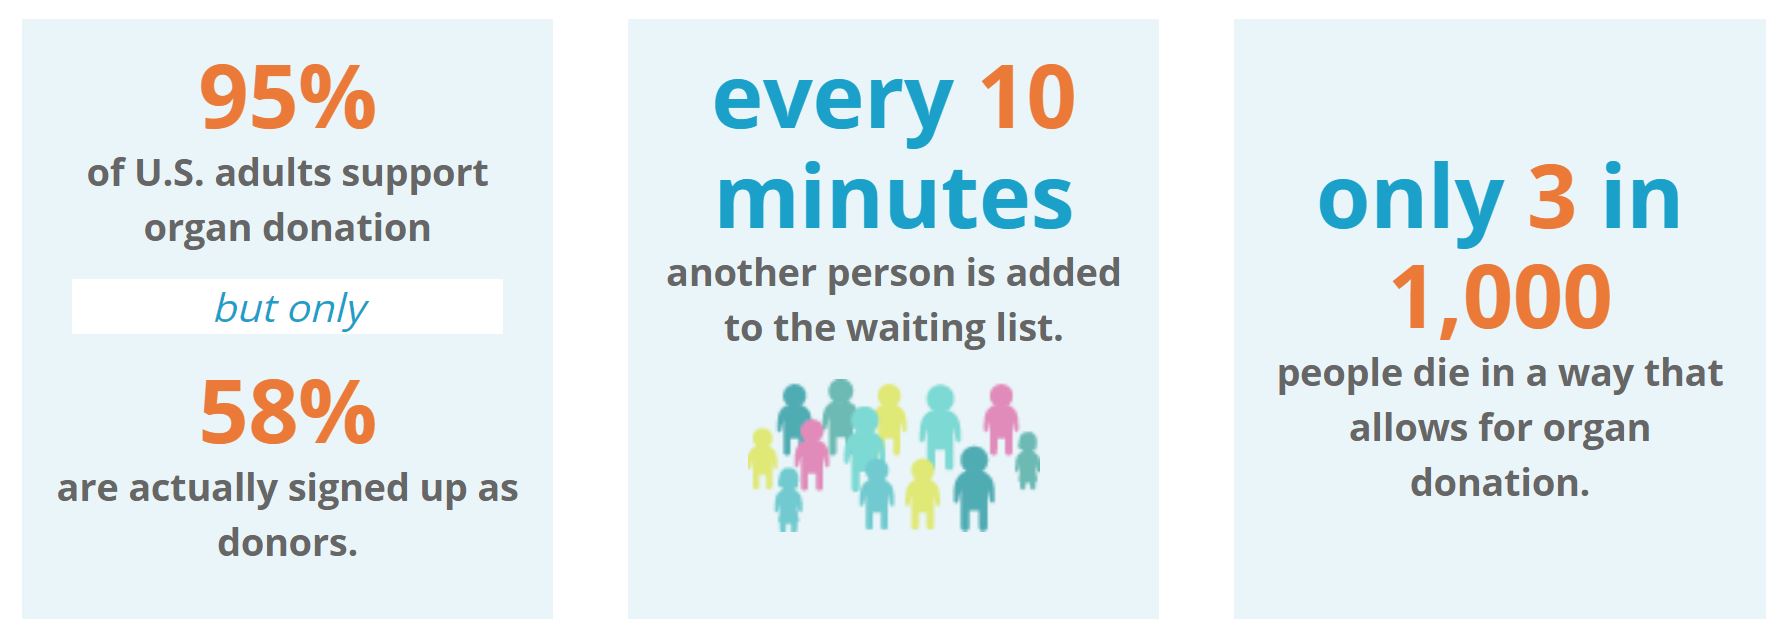 95%
of U.S. adults support
organ donation
but only
58%
are actually signed up as
donors.
every 10
minutes
another person is added
to the waiting list.
only 3 in
1,000
people die in a way that
allows for organ
donation.